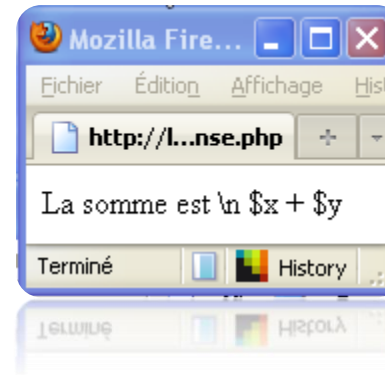 Mozilla Fire...
Fichier Édition Affichage Hist
http://l...nse.php
La somme est \n $x + $y
Terminé History